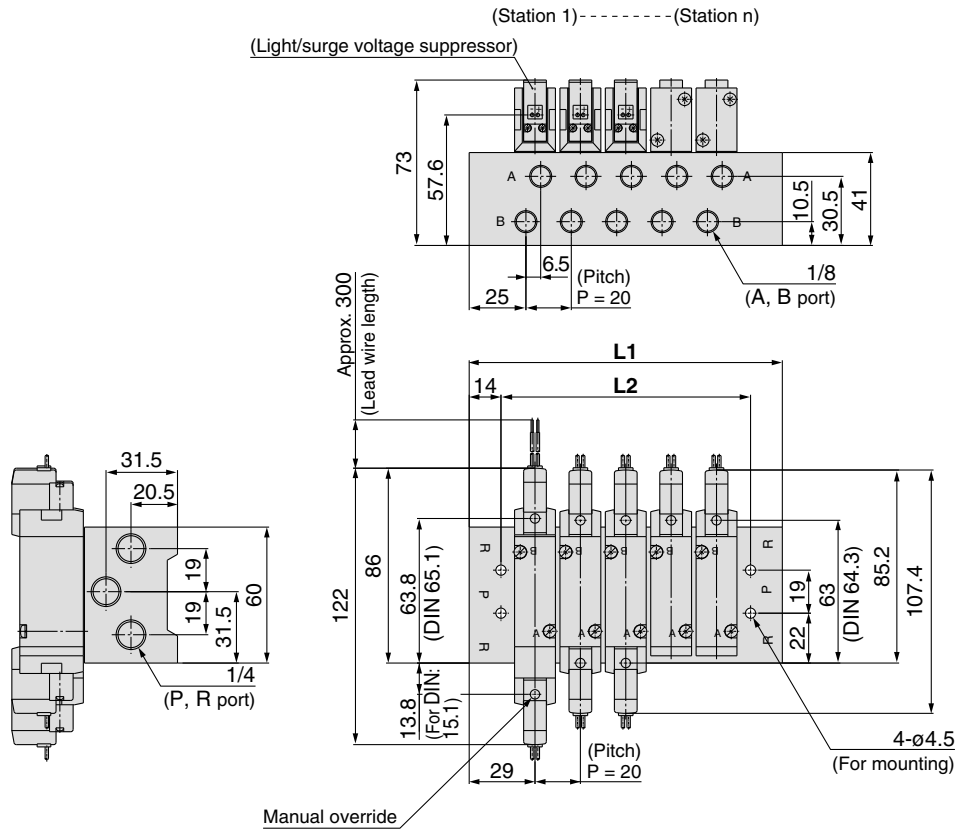 (Station 1)
(Station n)
(Light/surge voltage suppressor)
73
57.6
A
A
B
B
10.5
30.5
41
6.5
(Pitch)
25
P = 20
1/8
(A, B port)
Approx. 300
(Lead wire length)
L1
14
L2
31.5
20.5
19
19
31.5
60
1/4
(P, R port)
122
86
63.8
(DIN 65.1)
13.8
(For DIN:
15.1)
R
P
R
B
B
B
B
B
A
A
A
A
A
R
P
R
19
22
63
(DIN 64.3)
85.2
107.4
4-ø4.5
(For mounting)
29
(Pitch)
P = 20
Manual override